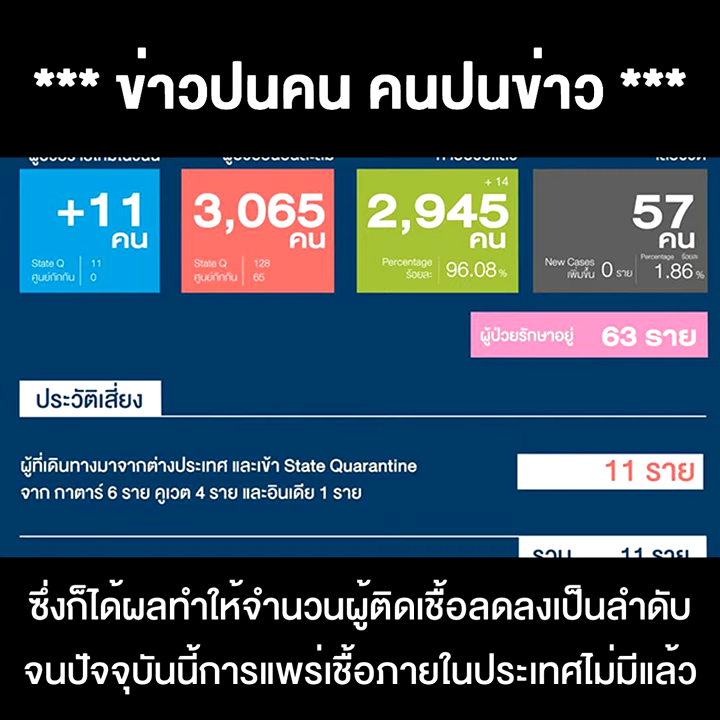 *** ข่าวปนคน คนปนข่าว ***
+11
คน
State Q 11
ศูนย์กักกัน 0
3,065
คน
State Q 128
ศูนย์กักกัน 65
+ 14
2,945
คน
Percentage
ร้อยละ 96.08 %
57
คน
New Cases
เพิ่มขึ้น 0 ราย
Percentage ร้อยละ
1.86 %
ผู้ป่วยรักษาอยู่ 63 ราย
ประวัติเสี่ยง
ผู้ที่เดินทางมาจากต่างประเทศ และเข้า State Quarantine
จาก กาตาร์ 6 ราย คูเวต 4 ราย และอินเดีย 1 ราย
11 ราย
รวม 11 ราย
ซึ่งก็ได้ผลทำให้จำนวนผู้ติดเชื้อลดลงเป็นลำดับ
จนปัจจุบันนี้การแพร่เชื้อภายในประเทศไม่มีแล้ว